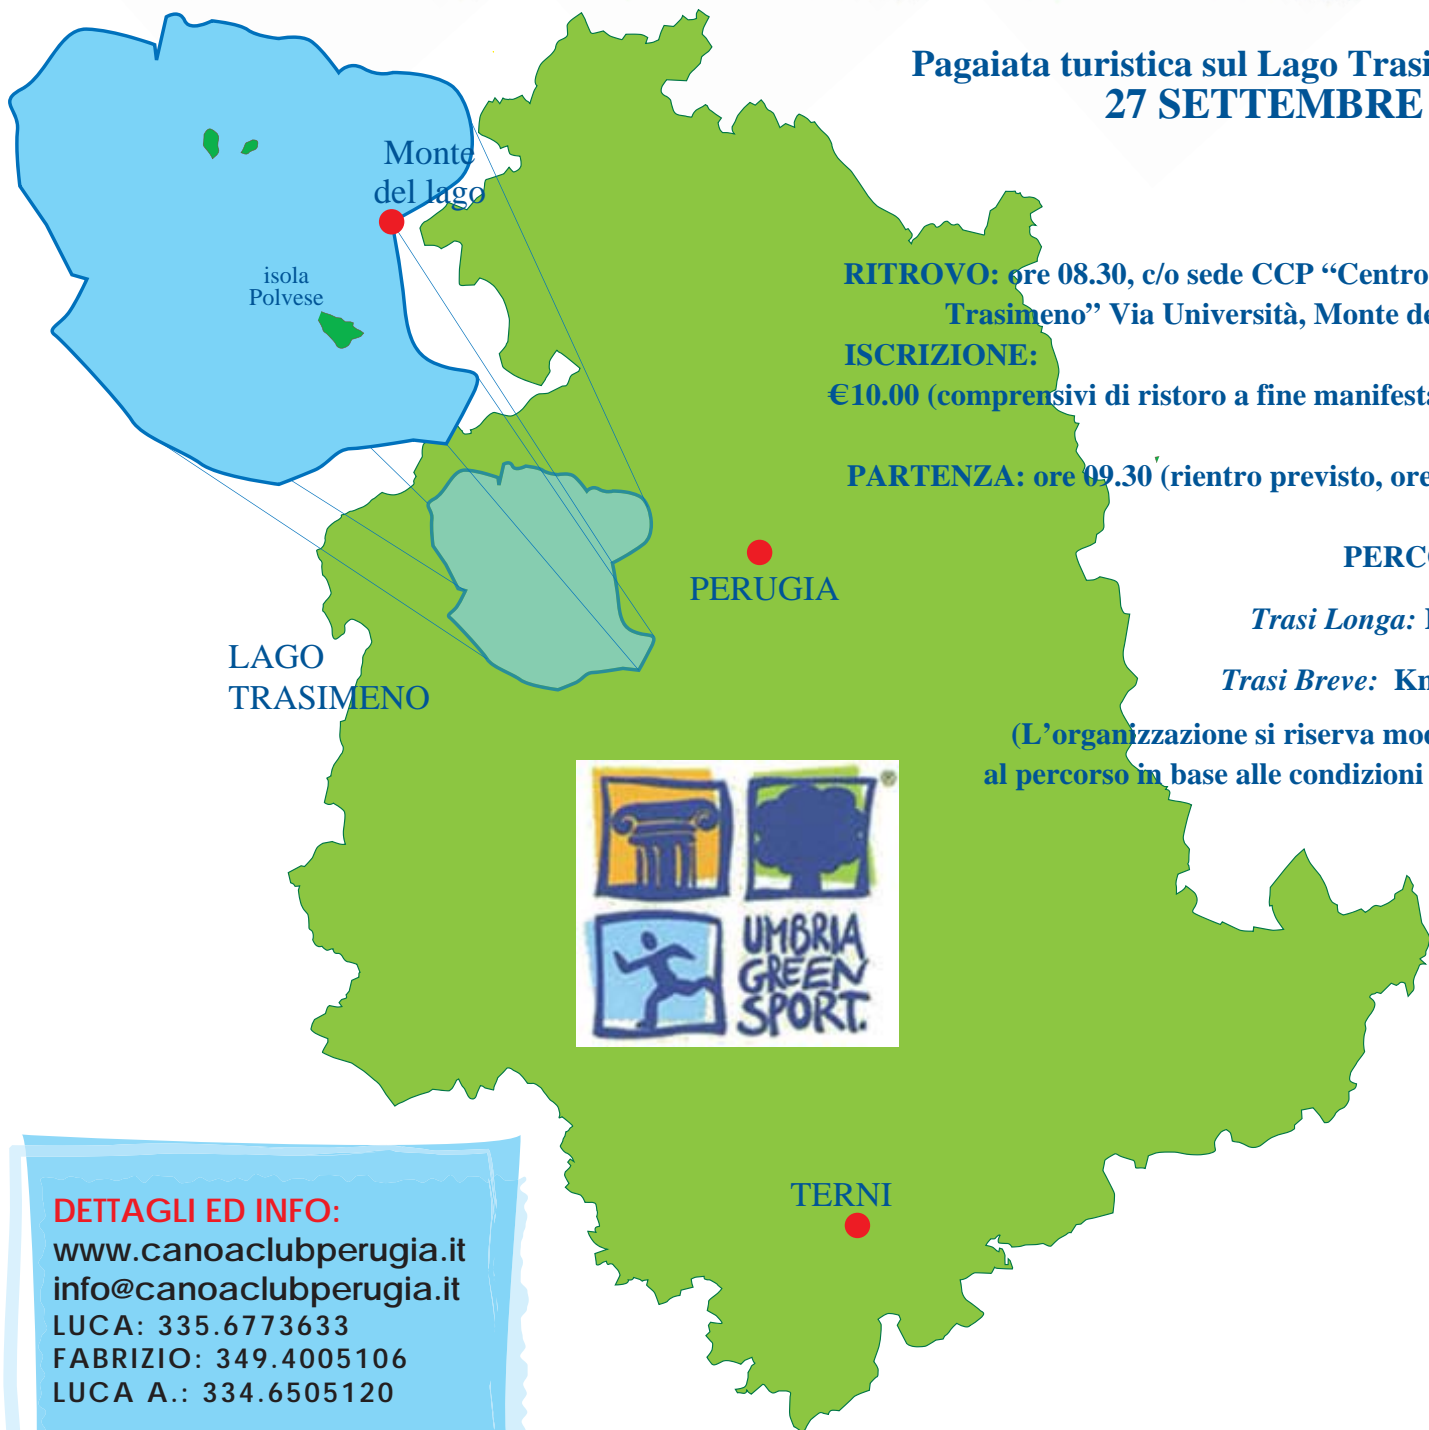 Pagaiata turistica sul Lago Trasi
27 SETTEMBRE
Monte
del lago
isola
Polvese
RITROVO: ore 08.30, c/o sede CCP “Centro
Trasimeno” Via Università, Monte de
ISCRIZIONE:
€10.00 (comprensivi di ristoro a fine manifesta
PARTENZA: ore 09.30 (rientro previsto, ore
PERUGIA
PERCO
Trasi Longa:
LAGO
TRASIMENO
Trasi Breve: Km
(L’organizzazione si riserva mod
al percorso in base alle condizioni
UMBRIA
GREEN
SPORT.
®
TERNI
DETTAGLI ED INFO:
www.canoaclubperugia.it
info@canoaclubperugia.it
LUCA: 335.6773633
FABRIZIO: 349.4005106
LUCA A.: 334.6505120